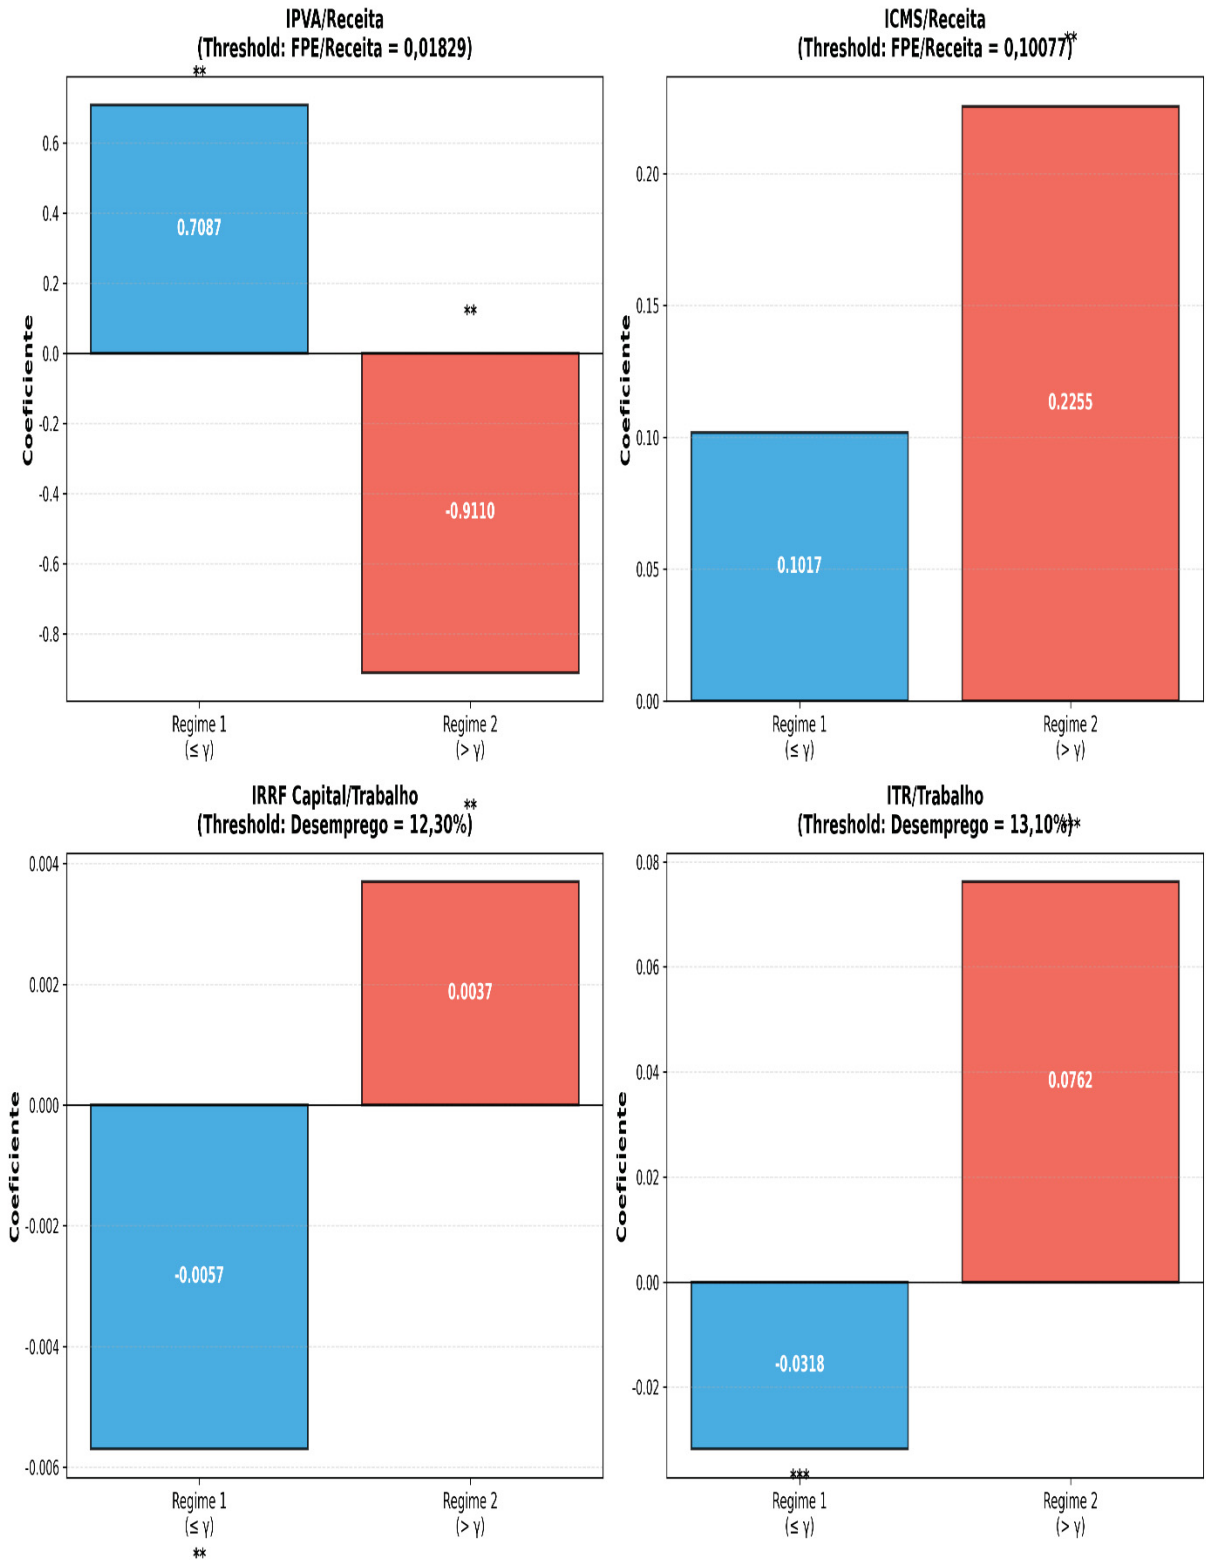 IPVA/Receita
(Threshold: FPE/Receita = 0,01829)
**
Coeficiente
0.6
0.4
0.2
0.0
-0.2
-0.4
-0.6
-0.8
0.7087
**
-0.9110
Regime 1
(≤ γ)
Regime 2
(> γ)
ICMS/Receita
(Threshold: FPE/Receita = 0,10077)
**
Coeficiente
0.20
0.15
0.10
0.05
0.00
0.1017
0.2255
Regime 1
(≤ γ)
Regime 2
(> γ)
IRRF Capital/Trabalho
**
(Threshold: Desemprego = 12,30%)
Coeficiente
0.004
0.002
0.000
-0.002
-0.004
-0.006
0.0037
-0.0057
Regime 1
(≤ γ)
**
Regime 2
(> γ)
ITR/Trabalho
(Threshold: Desemprego = 13,10%)
***
Coeficiente
0.08
0.06
0.04
0.02
0.00
-0.02
0.0762
-0.0318
***
Regime 1
(≤ γ)
Regime 2
(> γ)